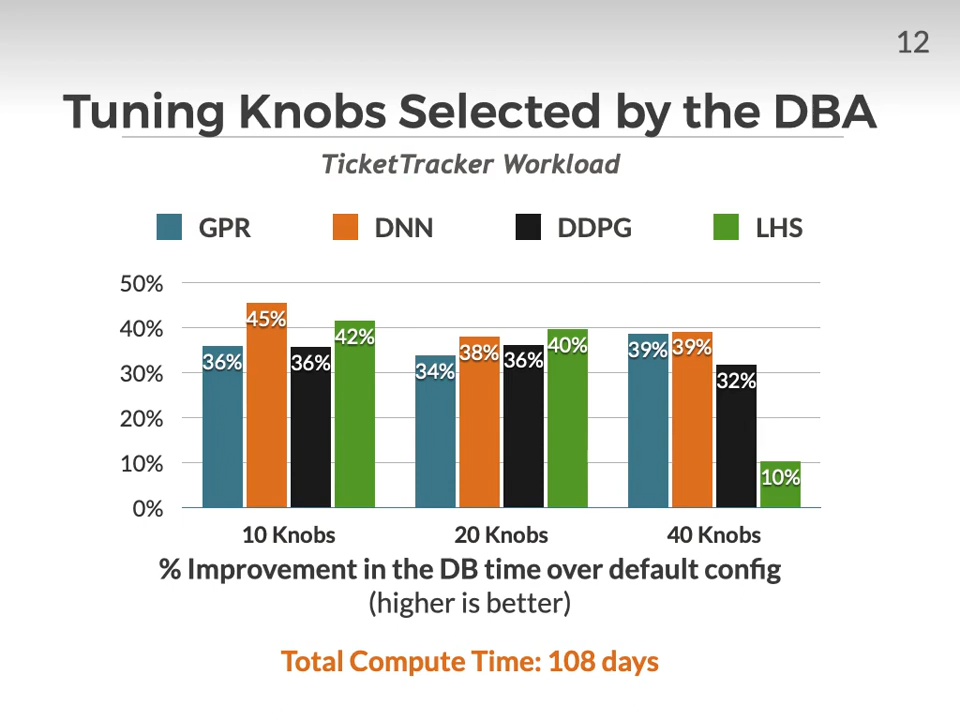 12
Tuning Knobs Selected by the DBA
TicketTracker Workload
GPR DNN DDPG LHS
50%
40%
30%
20%
10%
0%
36% 45% 36% 42%
34% 38% 36% 40%
39% 39% 32% 10%
10 Knobs 20 Knobs 40 Knobs
% Improvement in the DB time over default config
(higher is better)
Total Compute Time: 108 days